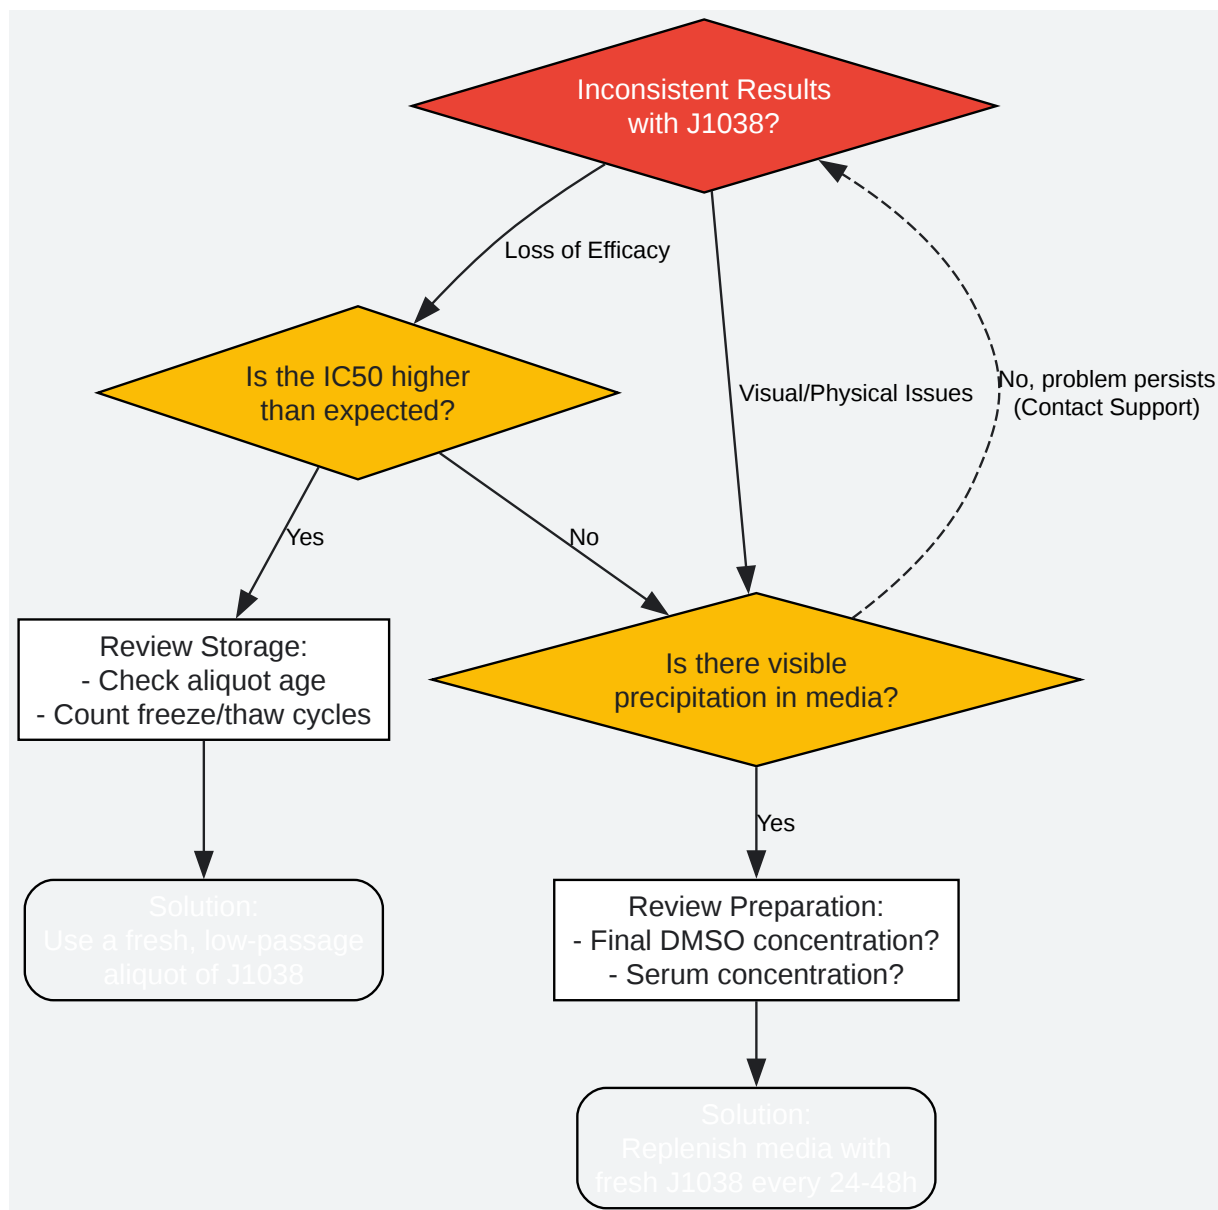 Inconsistent Results
with J1038?
Loss of Efficacy
Is the IC50 higher
than expected?
Visual/Physical Issues
No, problem persists
(Contact Support)
Yes
No
Review Storage:
- Check aliquot age
- Count freeze/thaw cycles
Is there visible
precipitation in media?
Yes
Solution:
Use a fresh, low-passage
aliquot of J1038
Review Preparation:
- Final DMSO concentration?
- Serum concentration?
Solution:
Replenish media with
fresh J1038 every 24-48h